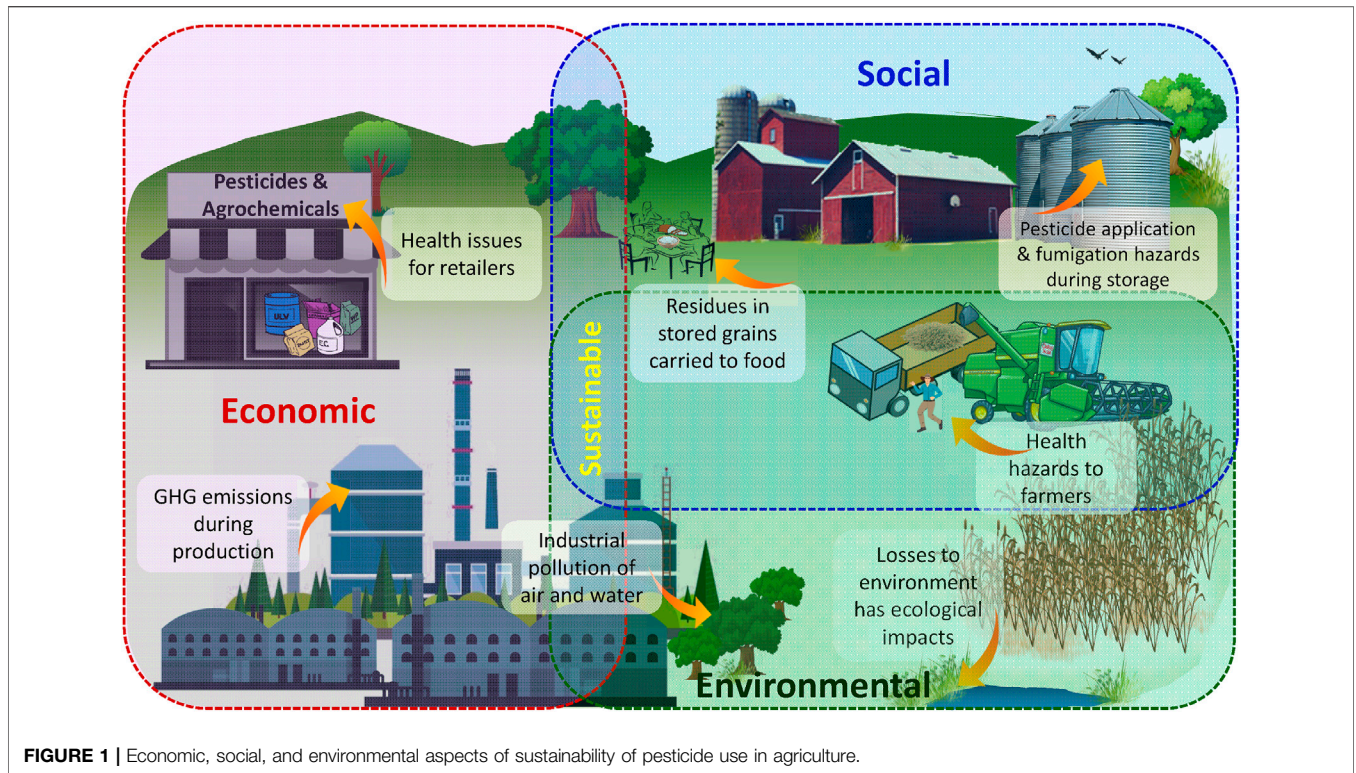 Social
Pesticides &
Agrochemicals
Health issues
for retailers
ULV
E.C.
Pesticide application
& fumigation hazards
during storage
Residues in
stored grains
carried to food
Sustainable
Economic
Health
hazards to
farmers
GHG emissions
during
production
Industrial
pollution of
air and water
Losses to
environment
has ecological
impacts
Environmental
FIGURE 1 | Economic, social, and environmental aspects of sustainability of pesticide use in agriculture.